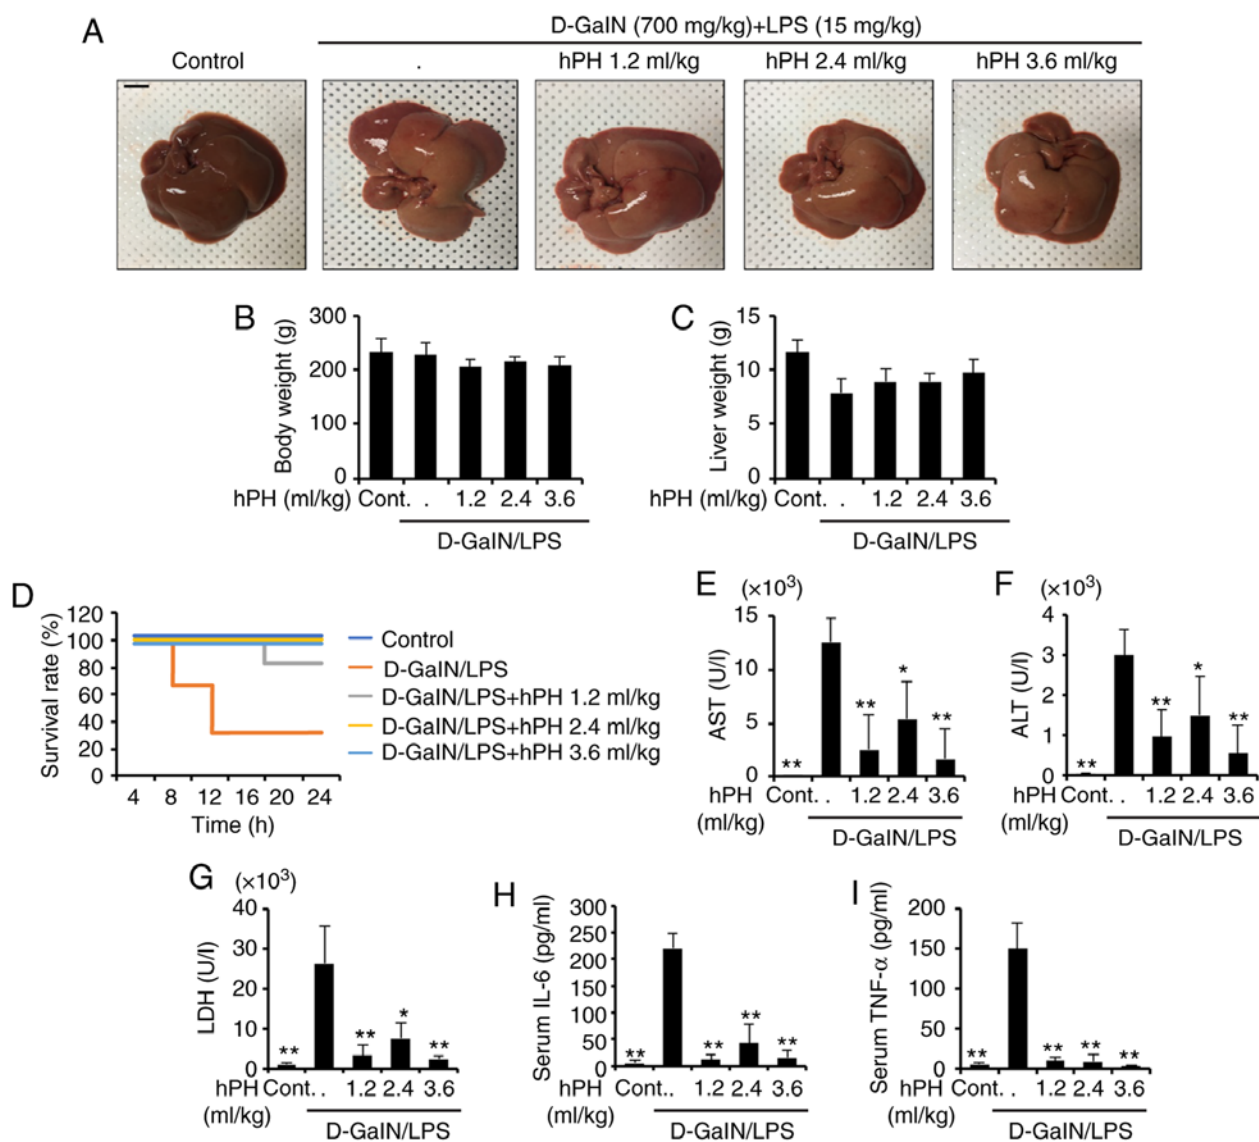 A
D-GalN (700 mg/kg)+LPS (15 mg/kg)
Control . hPH 1.2 ml/kg hPH 2.4 ml/kg hPH 3.6 ml/kg
B
Body weight (g)
300
200
100
0
hPH (ml/kg) Cont. . 1.2 2.4 3.6
D-GalN/LPS
C
Liver weight (g)
15
10
5
0
hPH (ml/kg) Cont. . 1.2 2.4 3.6
D-GalN/LPS
D
Survival rate (%)
120
100
80
60
40
20
0
4 8 12 16 20 24
Time (h)
Control
D-GalN/LPS
D-GalN/LPS+hPH 1.2 ml/kg
D-GalN/LPS+hPH 2.4 ml/kg
D-GalN/LPS+hPH 3.6 ml/kg
E (×10³)
AST (U/l)
15
10
5
0
** ** * **
hPH Cont. . 1.2 2.4 3.6
(ml/kg)
D-GalN/LPS
F (×10³)
ALT (U/l)
4
3
2
1
0
** ** * **
hPH Cont. . 1.2 2.4 3.6
(ml/kg)
D-GalN/LPS
G (×10³)
LDH (U/l)
40
30
20
10
0
** ** * **
hPH Cont. . 1.2 2.4 3.6
(ml/kg)
D-GalN/LPS
H
Serum IL-6 (pg/ml)
300
250
200
150
100
50
0
** ** ** **
hPH Cont. . 1.2 2.4 3.6
(ml/kg)
D-GalN/LPS
I
Serum TNF-α (pg/ml)
200
150
100
50
0
** ** ** **
hPH Cont. . 1.2 2.4 3.6
(ml/kg)
D-GalN/LPS